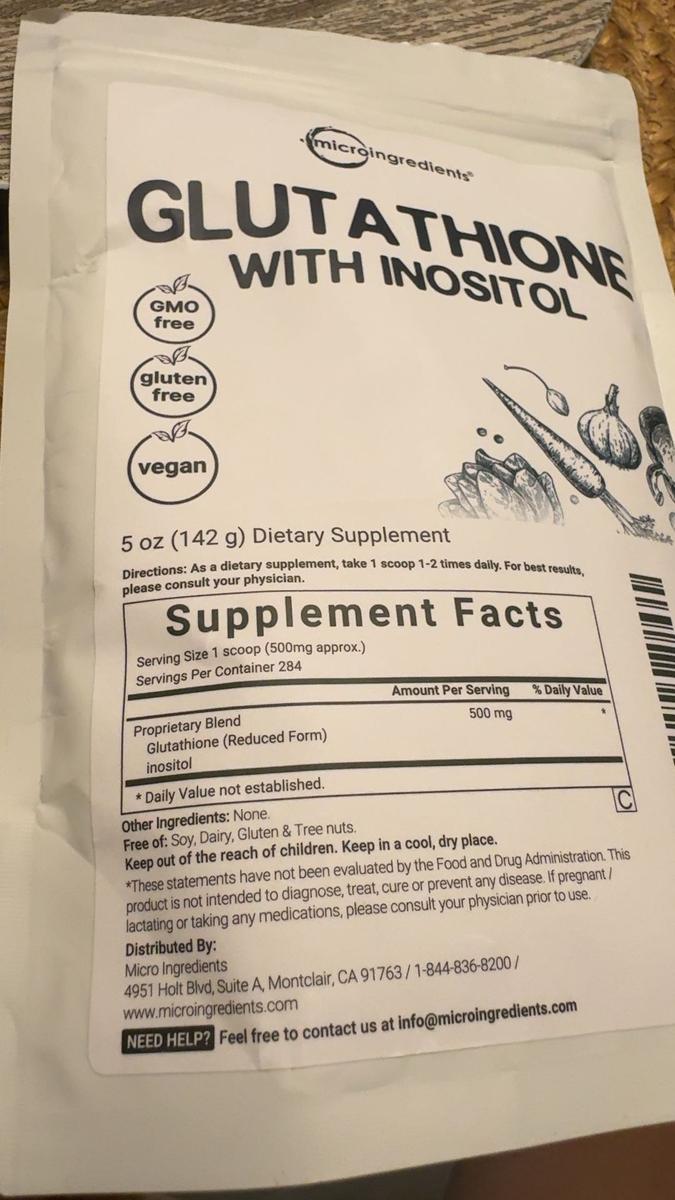 microingredients®
GLUTATHIONE
WITH INOSITOL
GMO
free
gluten
free
vegan
5 oz (142 g) Dietary Supplement
Directions: As a dietary supplement, take 1 scoop 1-2 times daily. For best results,
please consult your physician.
Supplement Facts
Serving Size 1 scoop (500mg approx.)
Servings Per Container 284
Amount Per Serving % Daily Value
Proprietary Blend 500 mg *
Glutathione (Reduced Form)
inositol
* Daily Value not established.
C
Other Ingredients: None.
Free of: Soy, Dairy, Gluten & Tree nuts.
Keep out of the reach of children. Keep in a cool, dry place.
*These statements have not been evaluated by the Food and Drug Administration. This
product is not intended to diagnose, treat, cure or prevent any disease. If pregnant /
lactating or taking any medications, please consult your physician prior to use.
Distributed By:
Micro Ingredients
4951 Holt Blvd, Suite A, Montclair, CA 91763 / 1-844-836-8200 /
www.microingredients.com
NEED HELP? Feel free to contact us at info@microingredients.com